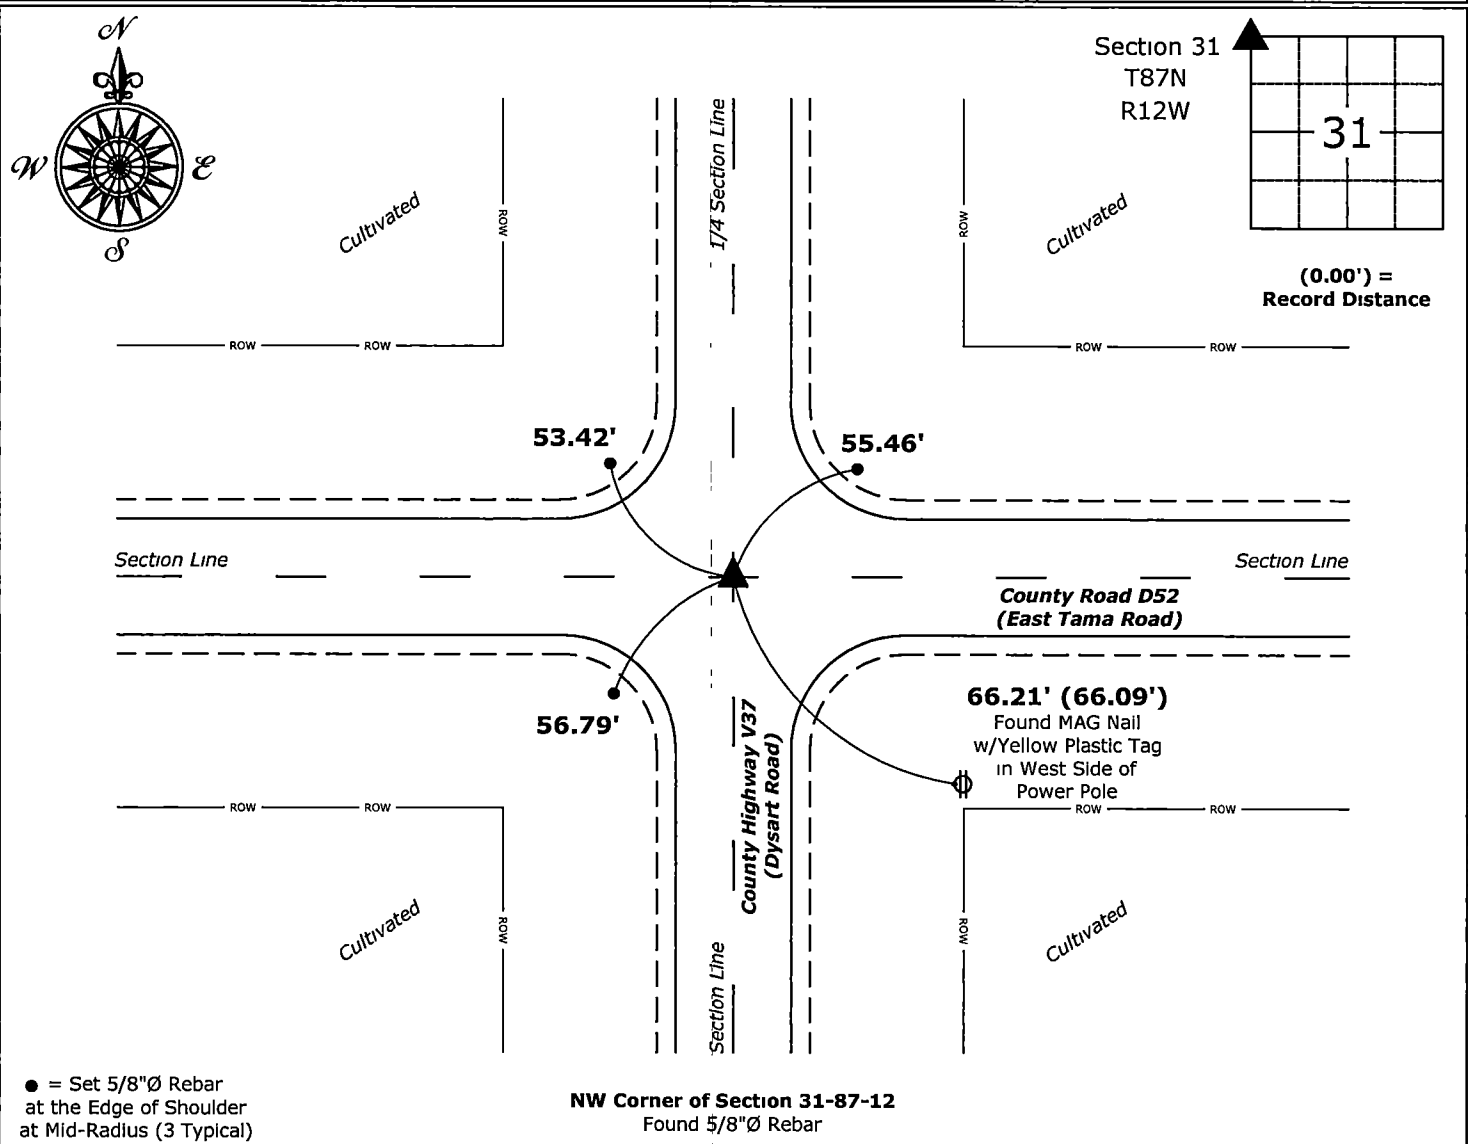 N
W
E
S
Section 31
T87N
R12W
31
(0.00') =
Record Distance
Cultivated
ROW
1/4 Section Line
ROW
Cultivated
ROW
ROW
ROW
ROW
53.42'
55.46'
Section Line
Section Line
County Road D52
(East Tama Road)
56.79'
66.21' (66.09')
Found MAG Nail
w/Yellow Plastic Tag
in West Side of
Power Pole
County Highway V37
(Dysart Road)
ROW
ROW
ROW
ROW
Cultivated
ROW
Section Line
ROW
Cultivated
● = Set 5/8"Ø Rebar
at the Edge of Shoulder
at Mid-Radius (3 Typical)
NW Corner of Section 31-87-12
Found 5/8"Ø Rebar